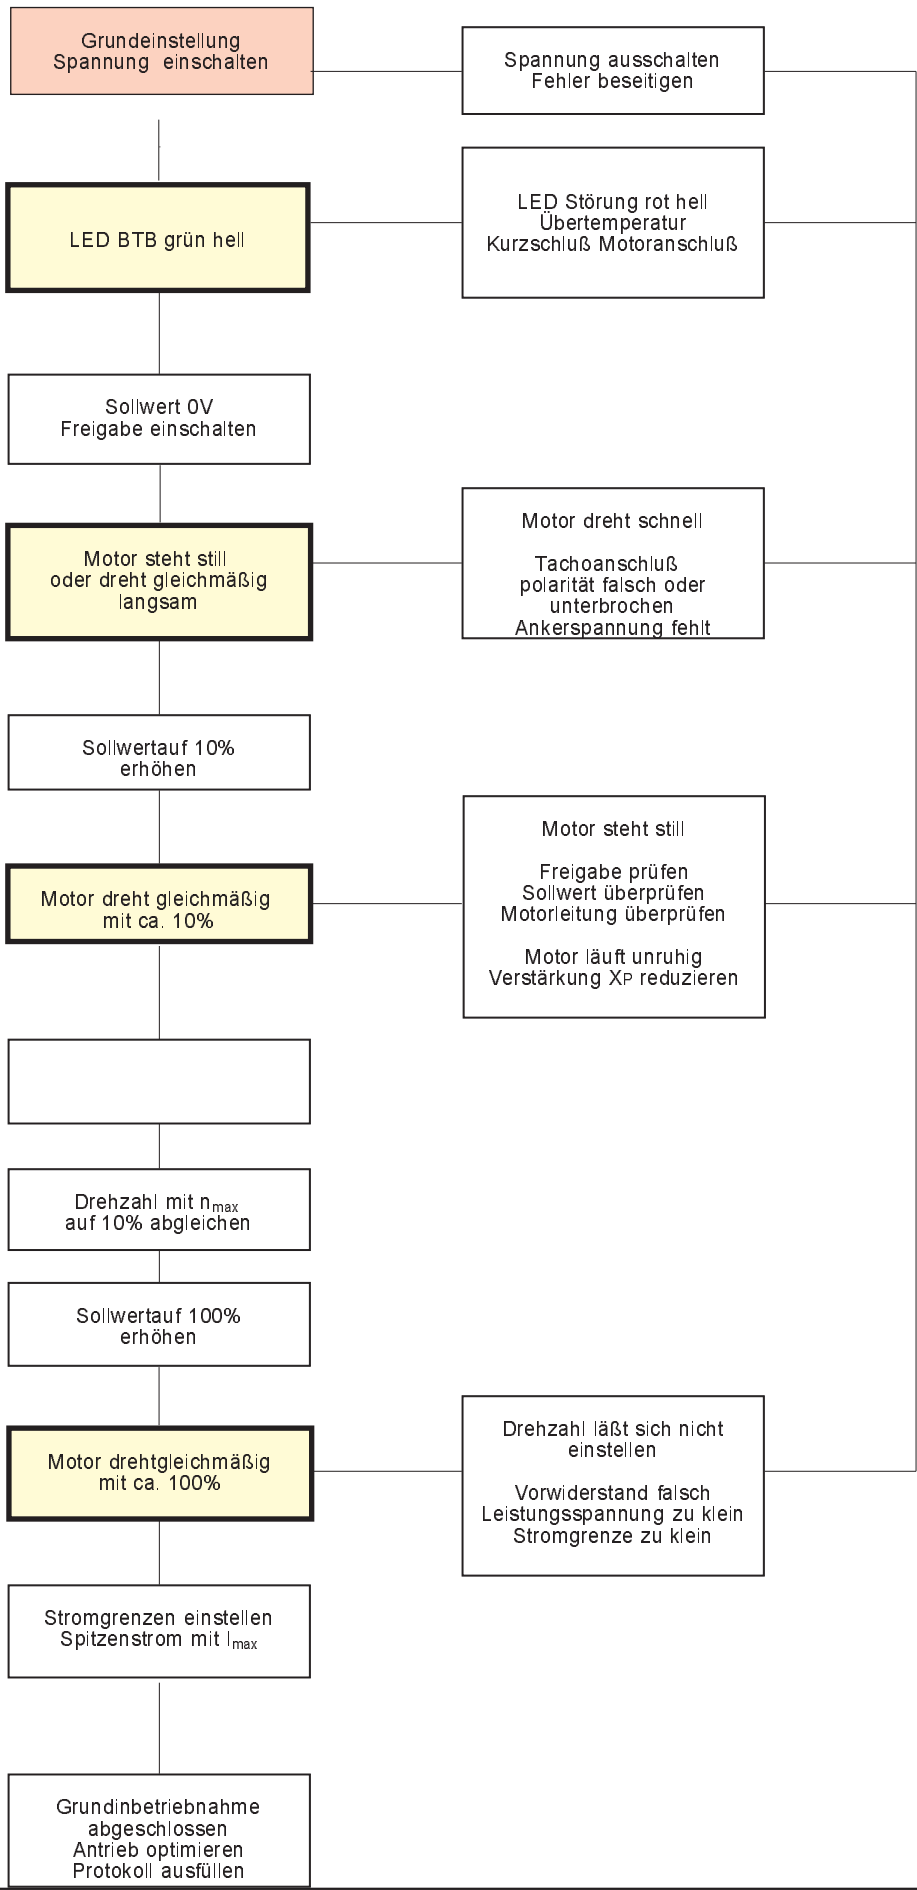 Grundeinstellung
Spannung einschalten
Spannung ausschalten
Fehler beseitigen
LED BTB grün hell
LED Störung rot hell
Übertemperatur
Kurzschluß Motoranschluß
Sollwert 0V
Freigabe einschalten
Motor steht still
oder dreht gleichmäßig
langsam
Motor dreht schnell
Tachoanschluß
polarität falsch oder
unterbrochen
Ankerspannung fehlt
Sollwertauf 10%
erhöhen
Motor dreht gleichmäßig
mit ca. 10%
Motor steht still
Freigabe prüfen
Sollwert überprüfen
Motorleitung überprüfen
Motor läuft unruhig
Verstärkung XP reduzieren
Drehzahl mit nmax
auf 10% abgleichen
Sollwertauf 100%
erhöhen
Motor drehtgleichmäßig
mit ca. 100%
Drehzahl läßt sich nicht
einstellen
Vorwiderstand falsch
Leistungsspannung zu klein
Stromgrenze zu klein
Stromgrenzen einstellen
Spitzenstrom mit Imax
Grundinbetriebnahme
abgeschlossen
Antrieb optimieren
Protokoll ausfüllen